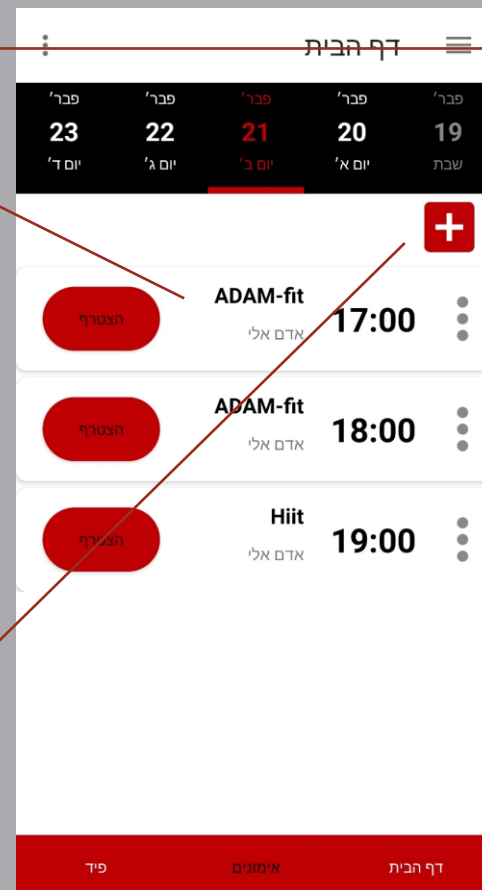 דף הבית
פבר׳ פבר׳ פבר׳ פבר׳ פבר׳
19 20 21 22 23
שבת יום א׳ יום ב׳ יום ג׳ יום ד׳
+
17:00 ADAM-fit הצטרף
אדם אלי
18:00 ADAM-fit הצטרף
אדם אלי
19:00 Hiit הצטרף
אדם אלי
דף הבית אימונים פיד